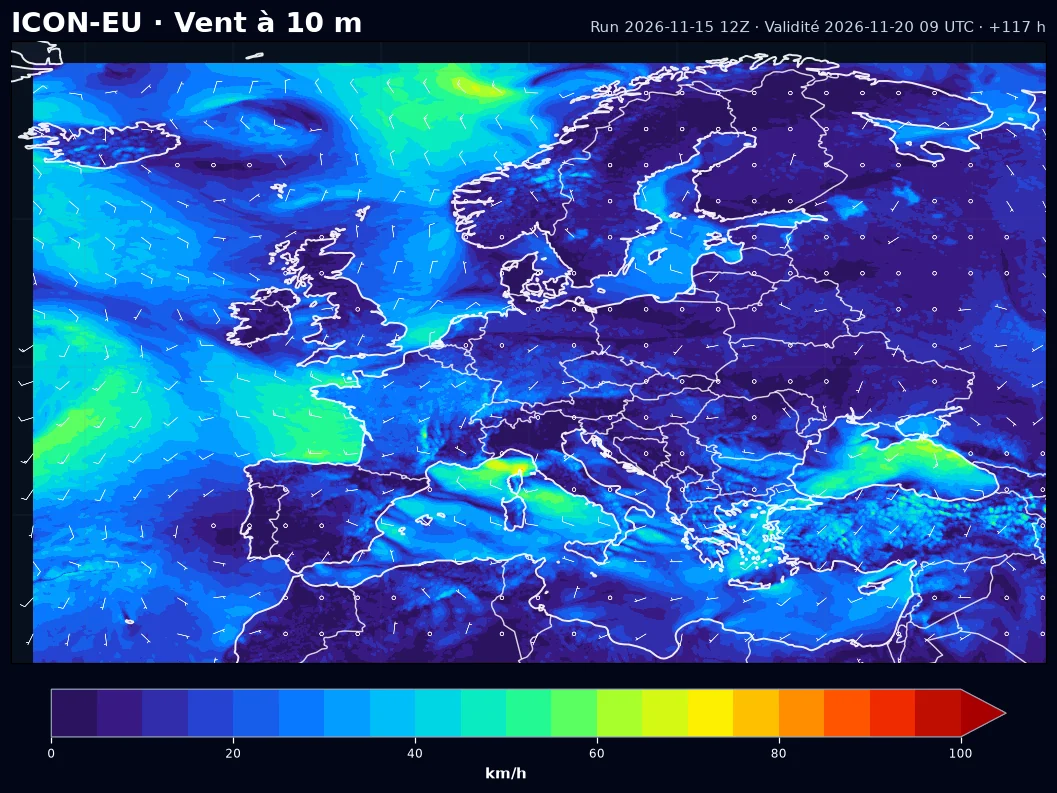 ICON-EU · Vent à 10 m
Run 2026-11-15 12Z · Validité 2026-11-20 09 UTC · +117 h
0 20 40 60 80 100
km/h